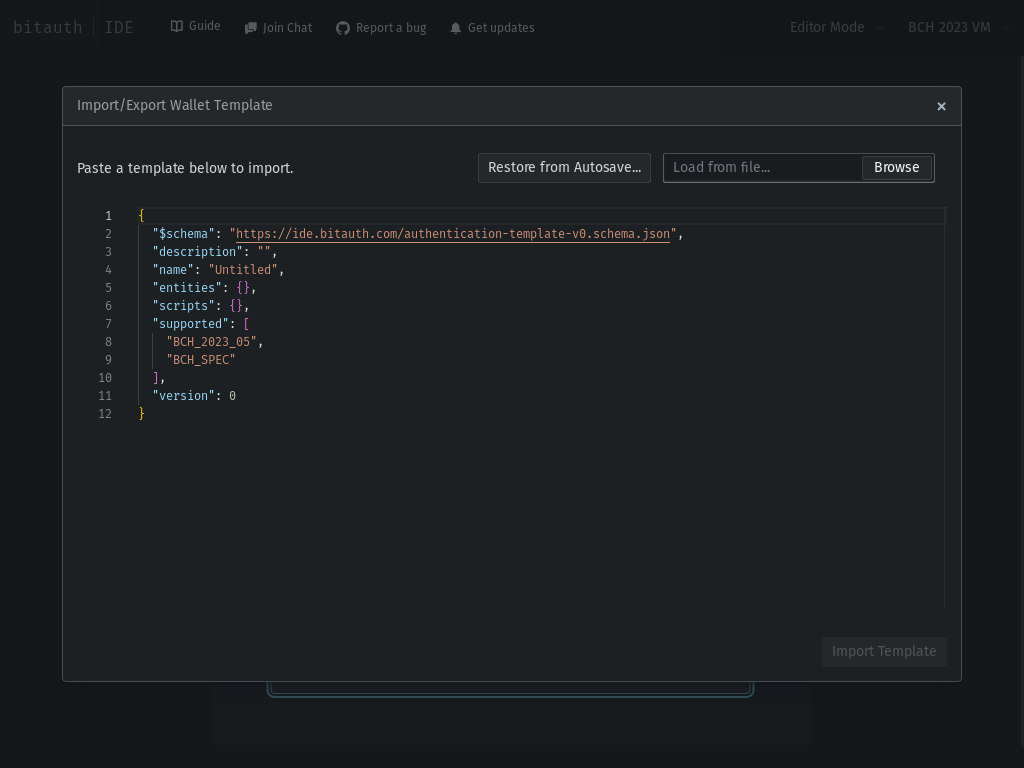 bitauth | IDE Guide Join Chat Report a bug Get updates Editor Mode BCH 2023 VM
Import/Export Wallet Template
Paste a template below to import. Restore from Autosave... Load from file... Browse
1 {
2 "$schema": "https://ide.bitauth.com/authentication-template-v0.schema.json",
3 "description": "",
4 "name": "Untitled",
5 "entities": {},
6 "scripts": {},
7 "supported": [
8 "BCH_2023_05",
9 "BCH_SPEC"
10 ],
11 "version": 0
12 }
Import Template